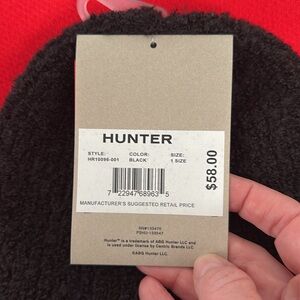 HUNTER
STYLE: COLOR: SIZE:
HR10096-001 BLACK 1 SIZE
7 22947 68963 5
$58.00
MANUFACTURER'S SUGGESTED RETAIL PRICE
Hunter™ is a trademark of ABG Hunter LLC and is
used under license by Centric Brands LLC
©ABG Hunter LLC.